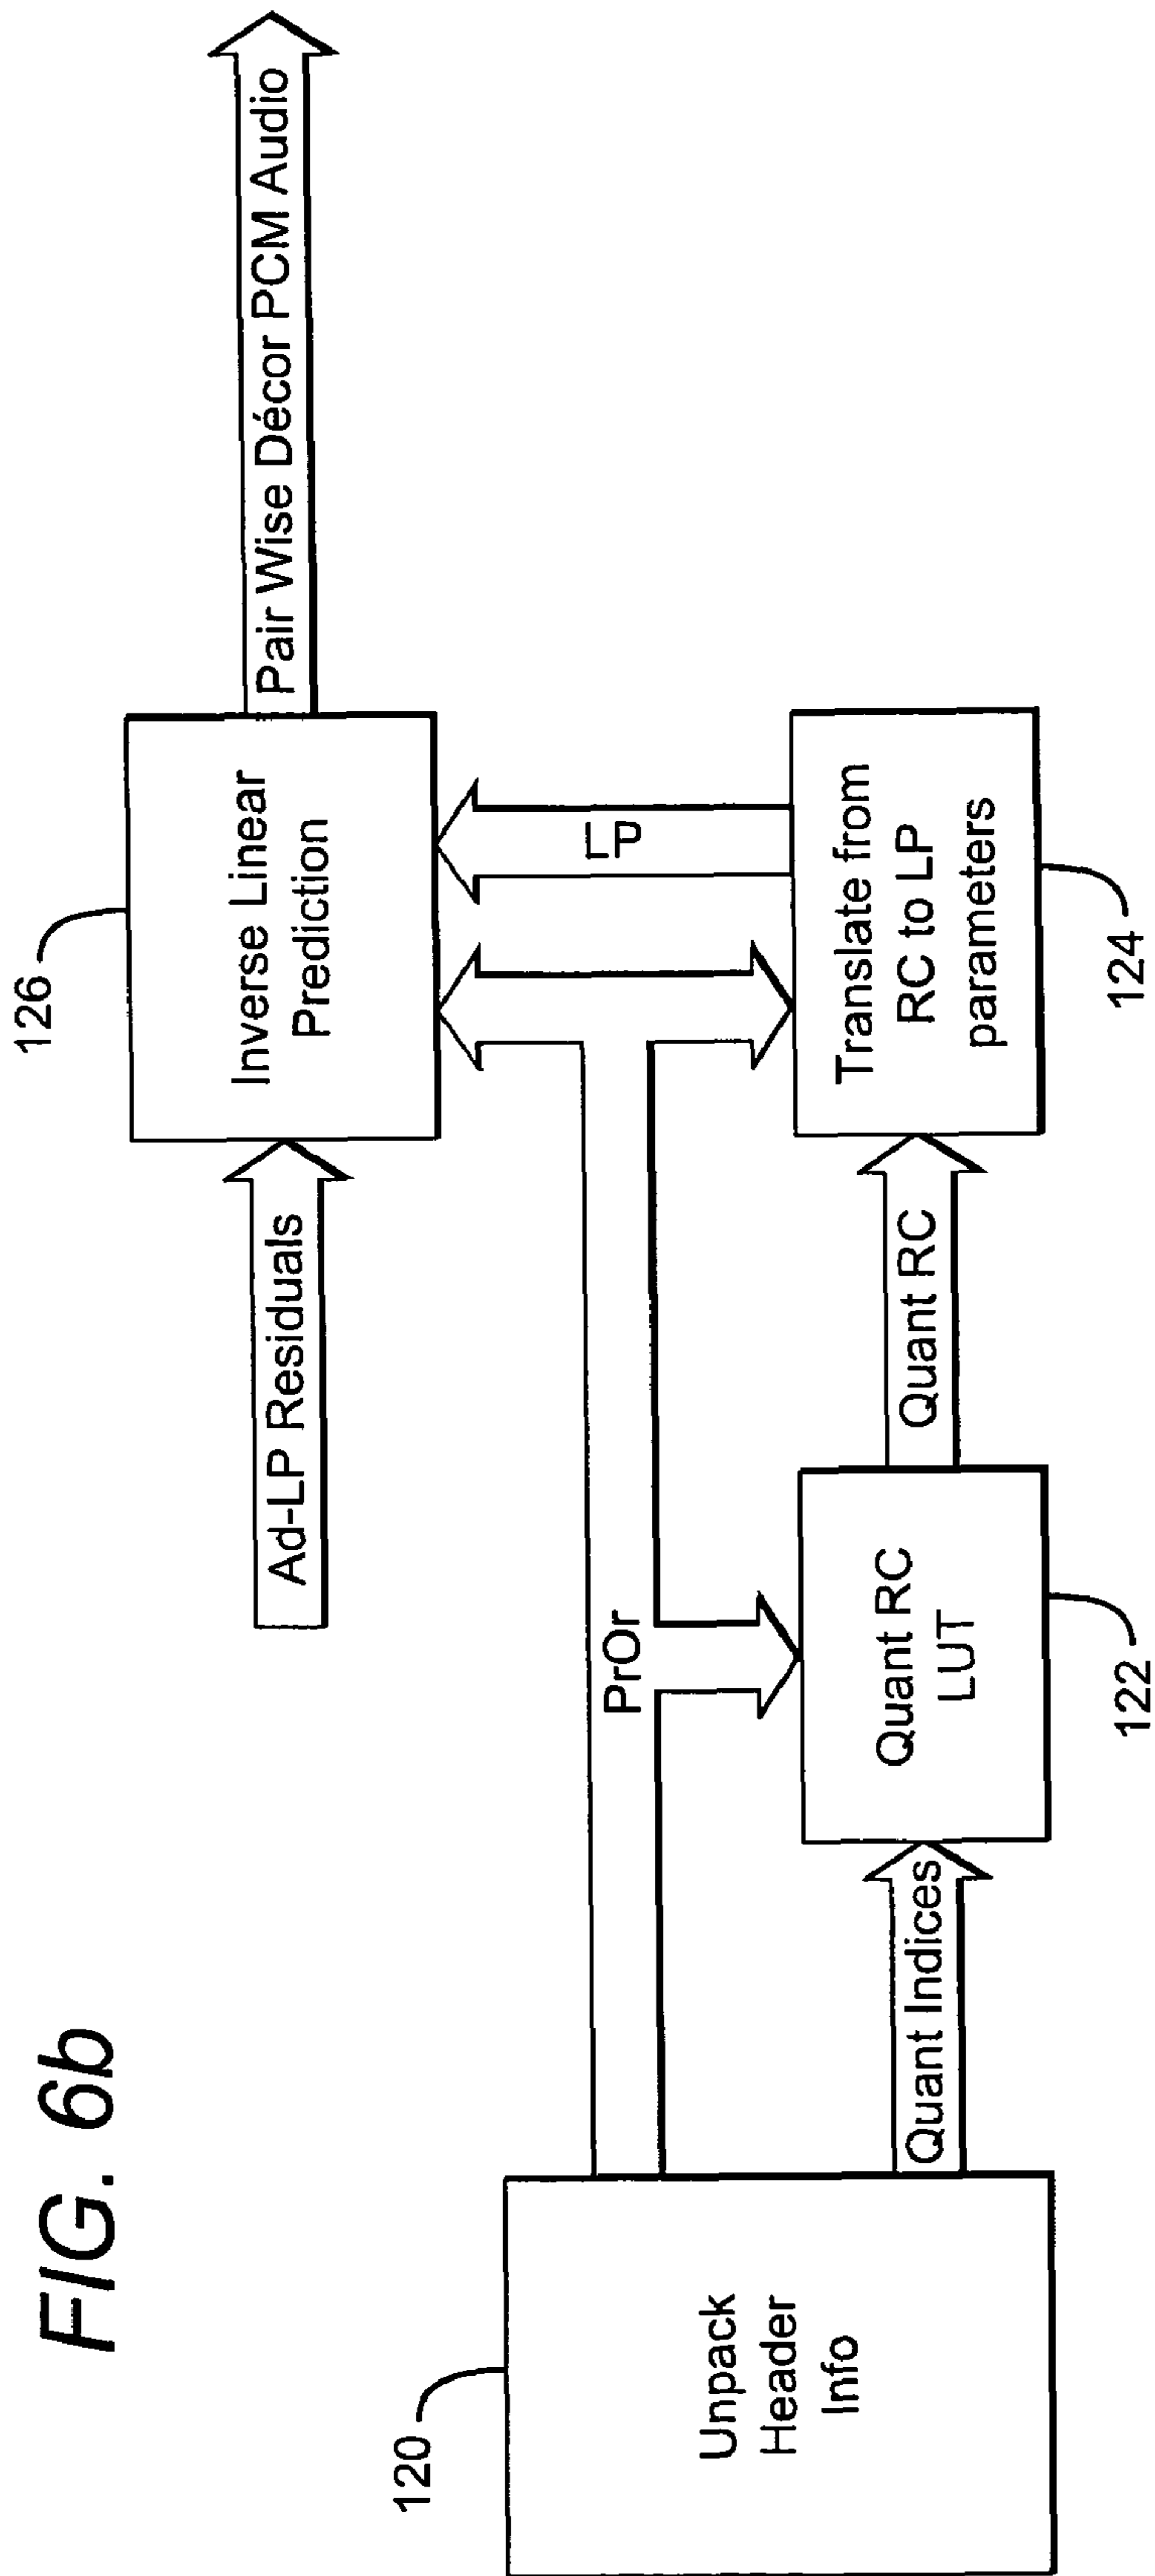 FIG. 6b
126
Ad-LP Residuals
Inverse Linear
Prediction
Pair Wise Décor PCM Audio
PrOr
LP
120
Unpack
Header
Info
Quant Indices
Quant RC
LUT
122
Quant RC
Translate from
RC to LP
parameters
124